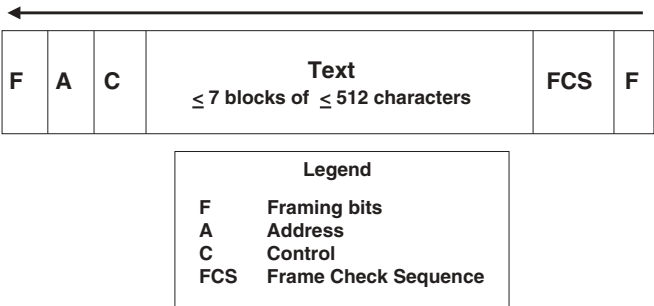 F A C Text FCS F
≤ 7 blocks of ≤ 512 characters
Legend
F Framing bits
A Address
C Control
FCS Frame Check Sequence